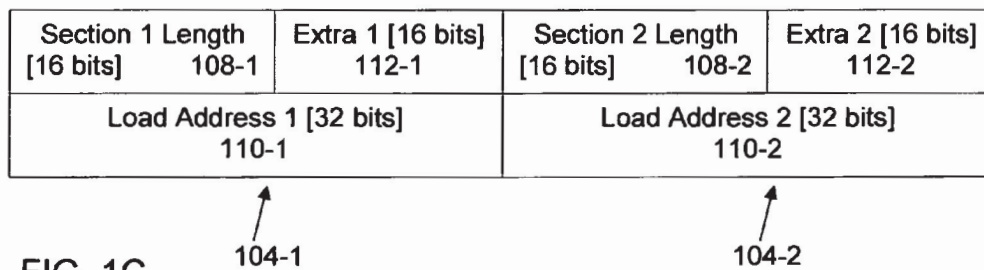 Section 1 Length
[16 bits] 108-1
Extra 1 [16 bits]
112-1
Section 2 Length
[16 bits] 108-2
Extra 2 [16 bits]
112-2
Load Address 1 [32 bits]
110-1
Load Address 2 [32 bits]
110-2
104-1
104-2
FIG. 1C